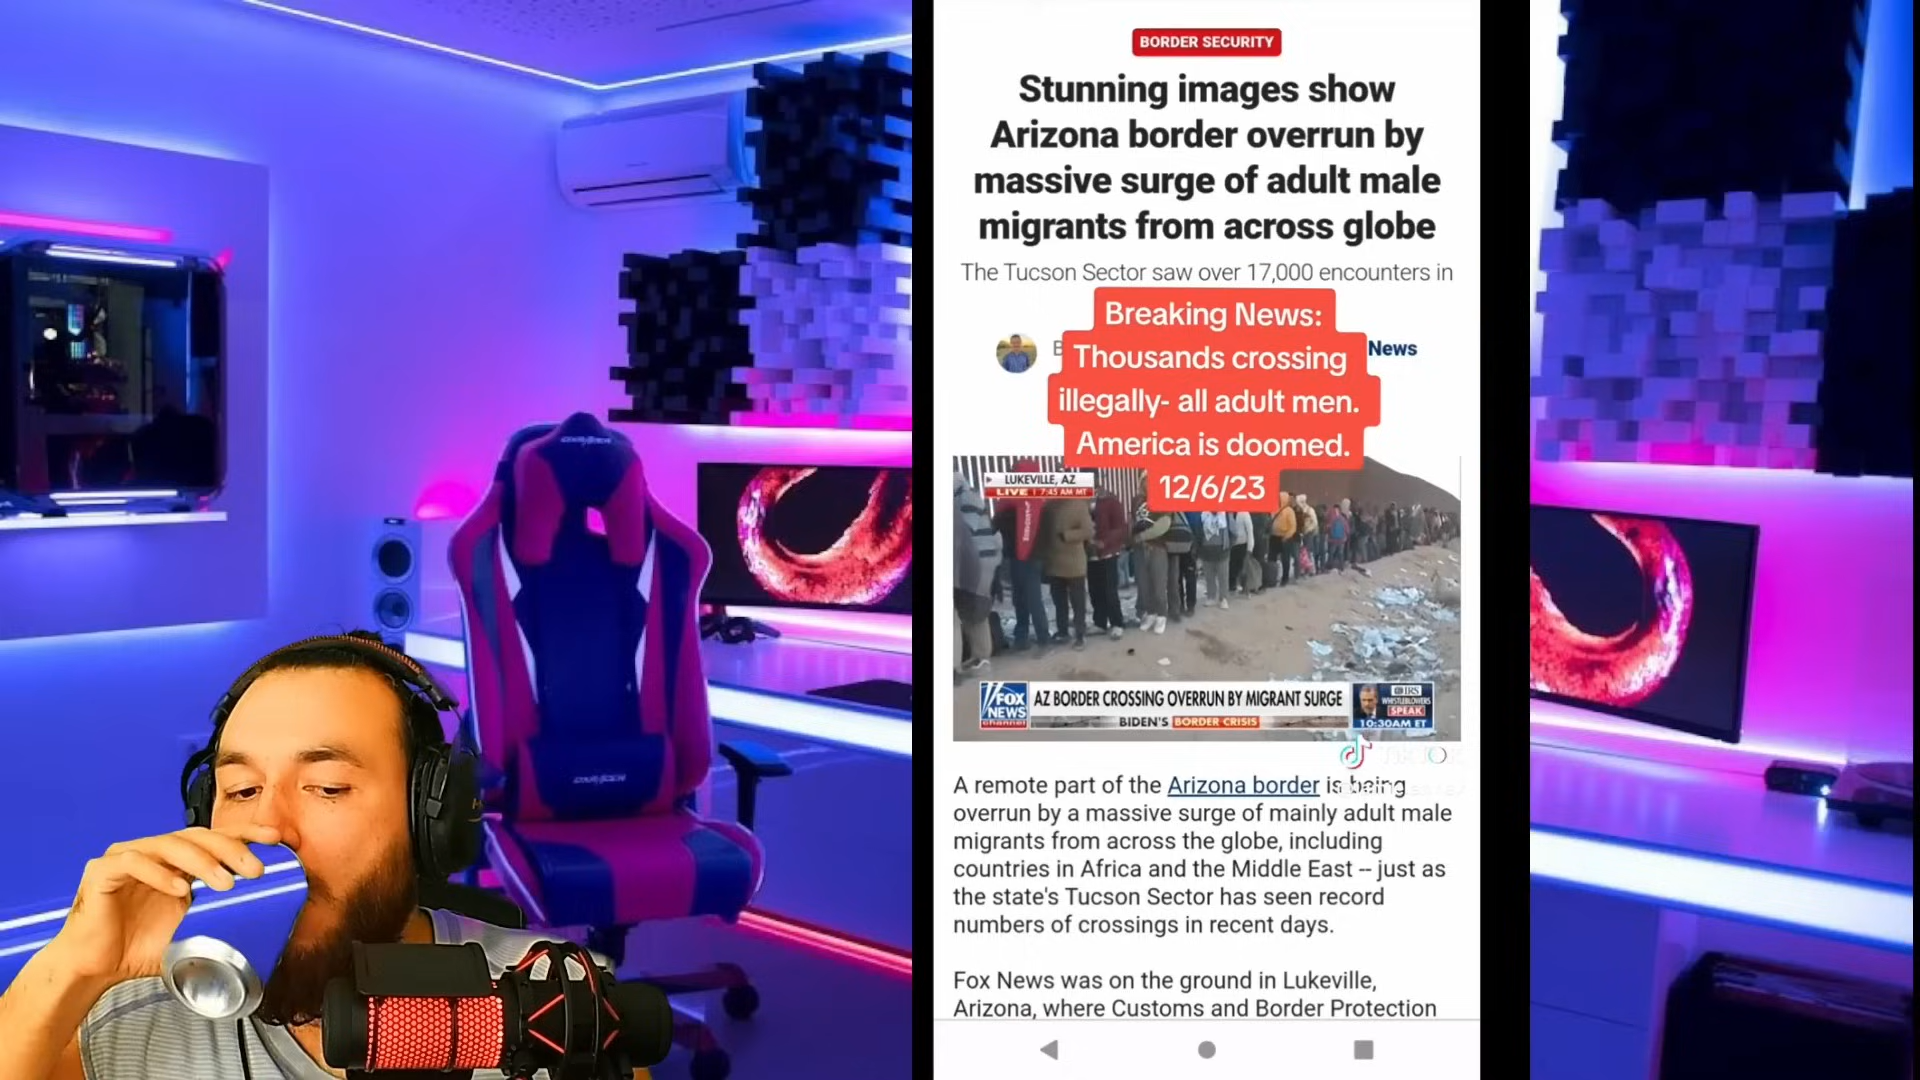 BORDER SECURITY
Stunning images show
Arizona border overrun by
massive surge of adult male
migrants from across globe
The Tucson Sector saw over 17,000 encounters in
Breaking News:
Thousands crossing
illegally- all adult men.
America is doomed.
12/6/23
B
News
LUKEVILLE, AZ
LIVE 7:45 AM MT
FOX
NEWS
channel
AZ BORDER CROSSING OVERRUN BY MIGRANT SURGE
BIDEN'S BORDER CRISIS
IRS
WHISTLEBLOWERS
SPEAK
10:30AM ET
TikTok
A remote part of the Arizona border is being
overrun by a massive surge of mainly adult male
migrants from across the globe, including
countries in Africa and the Middle East -- just as
the state's Tucson Sector has seen record
numbers of crossings in recent days.
Fox News was on the ground in Lukeville,
Arizona, where Customs and Border Protection